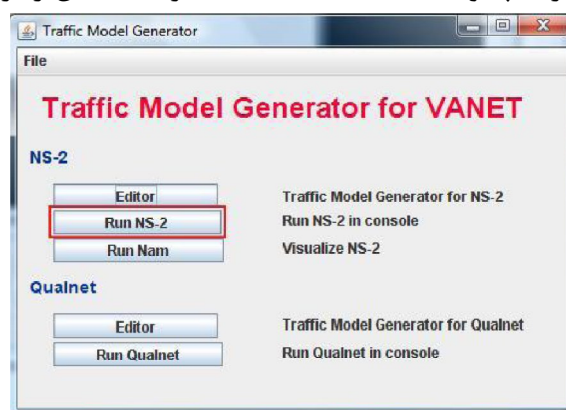 Traffic Model Generator
File
Traffic Model Generator for VANET
NS-2
Editor Traffic Model Generator for NS-2
Run NS-2 Run NS-2 in console
Run Nam Visualize NS-2
Qualnet
Editor Traffic Model Generator for Qualnet
Run Qualnet Run Qualnet in console